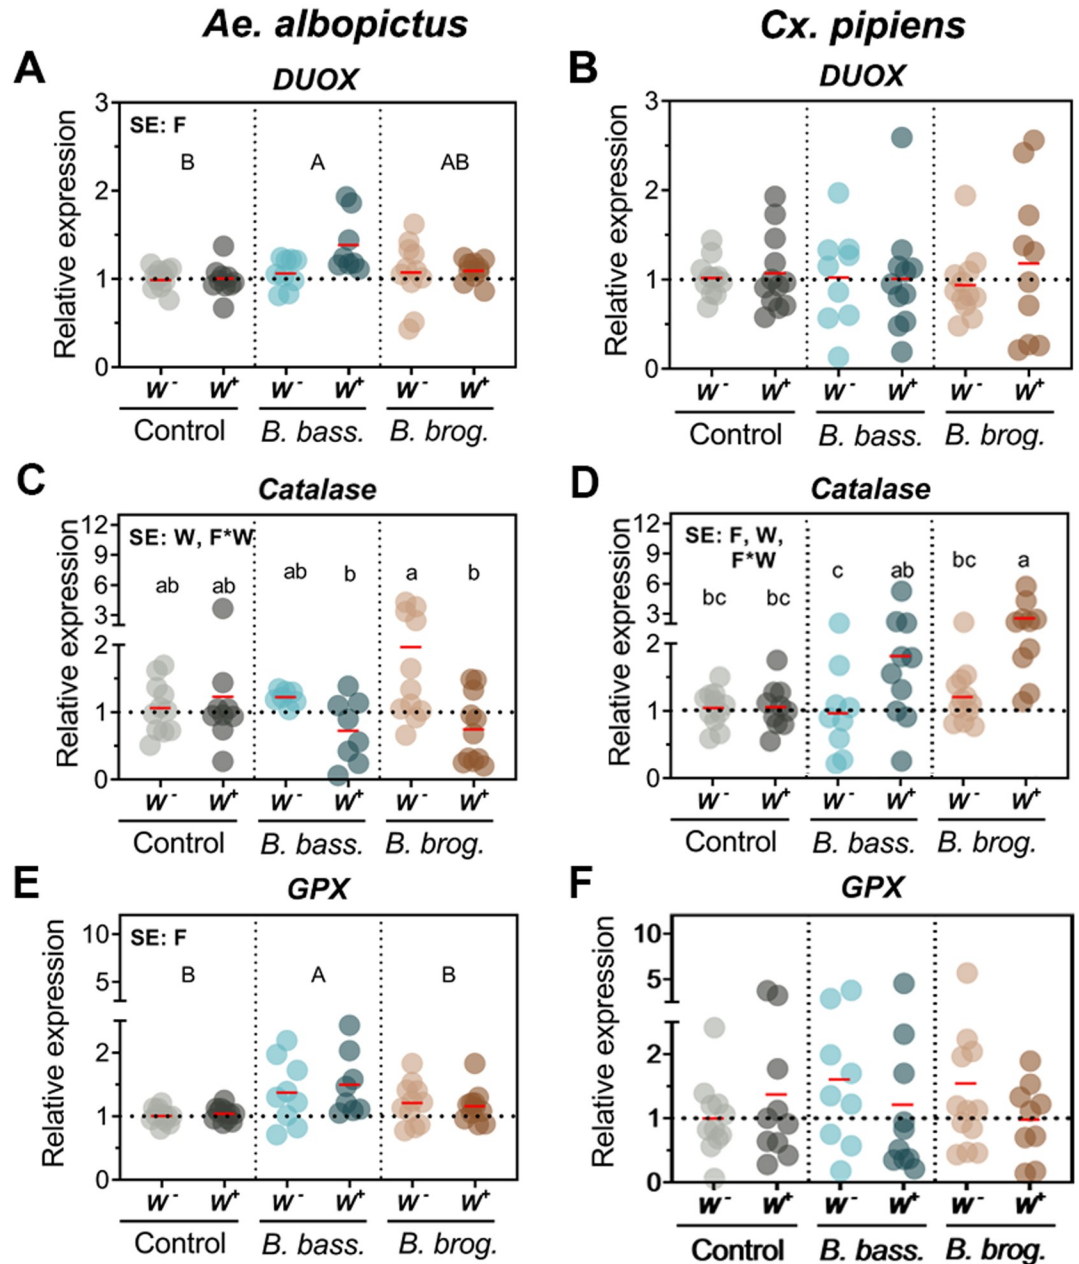 Ae. albopictus
Cx. pipiens
A
DUOX
Relative expression
3
2
1
0
SE: F
B
A
AB
W- W+ W- W+ W- W+
Control B. bass. B. brog.
B
DUOX
Relative expression
3
2
1
0
W- W+ W- W+ W- W+
Control B. bass. B. brog.
C
Catalase
Relative expression
12
9
6
3
2
1
0
SE: W, F*W
ab ab ab b a b
W- W+ W- W+ W- W+
Control B. bass. B. brog.
D
Catalase
Relative expression
12
9
6
3
2
1
0
SE: F, W,
F*W
bc bc c ab bc a
W- W+ W- W+ W- W+
Control B. bass. B. brog.
E
GPX
Relative expression
10
5
2
1
0
SE: F
B A B
W- W+ W- W+ W- W+
Control B. bass. B. brog.
F
GPX
Relative expression
10
5
2
1
0
W- W+ W- W+ W- W+
Control B. bass. B. brog.